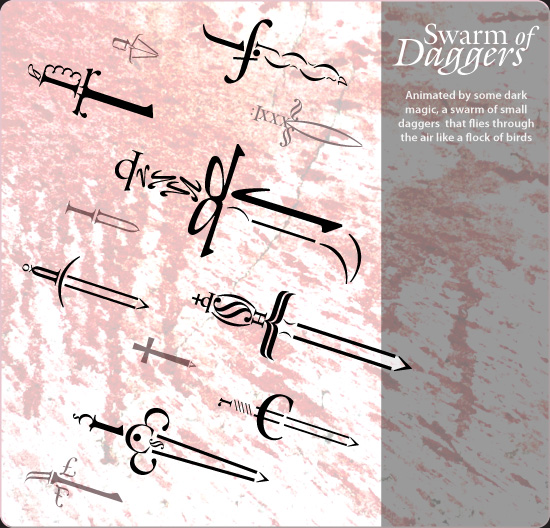 Swarm of
Daggers
Animated by some dark
magic, a swarm of small
daggers that flies through
the air like a flock of birds